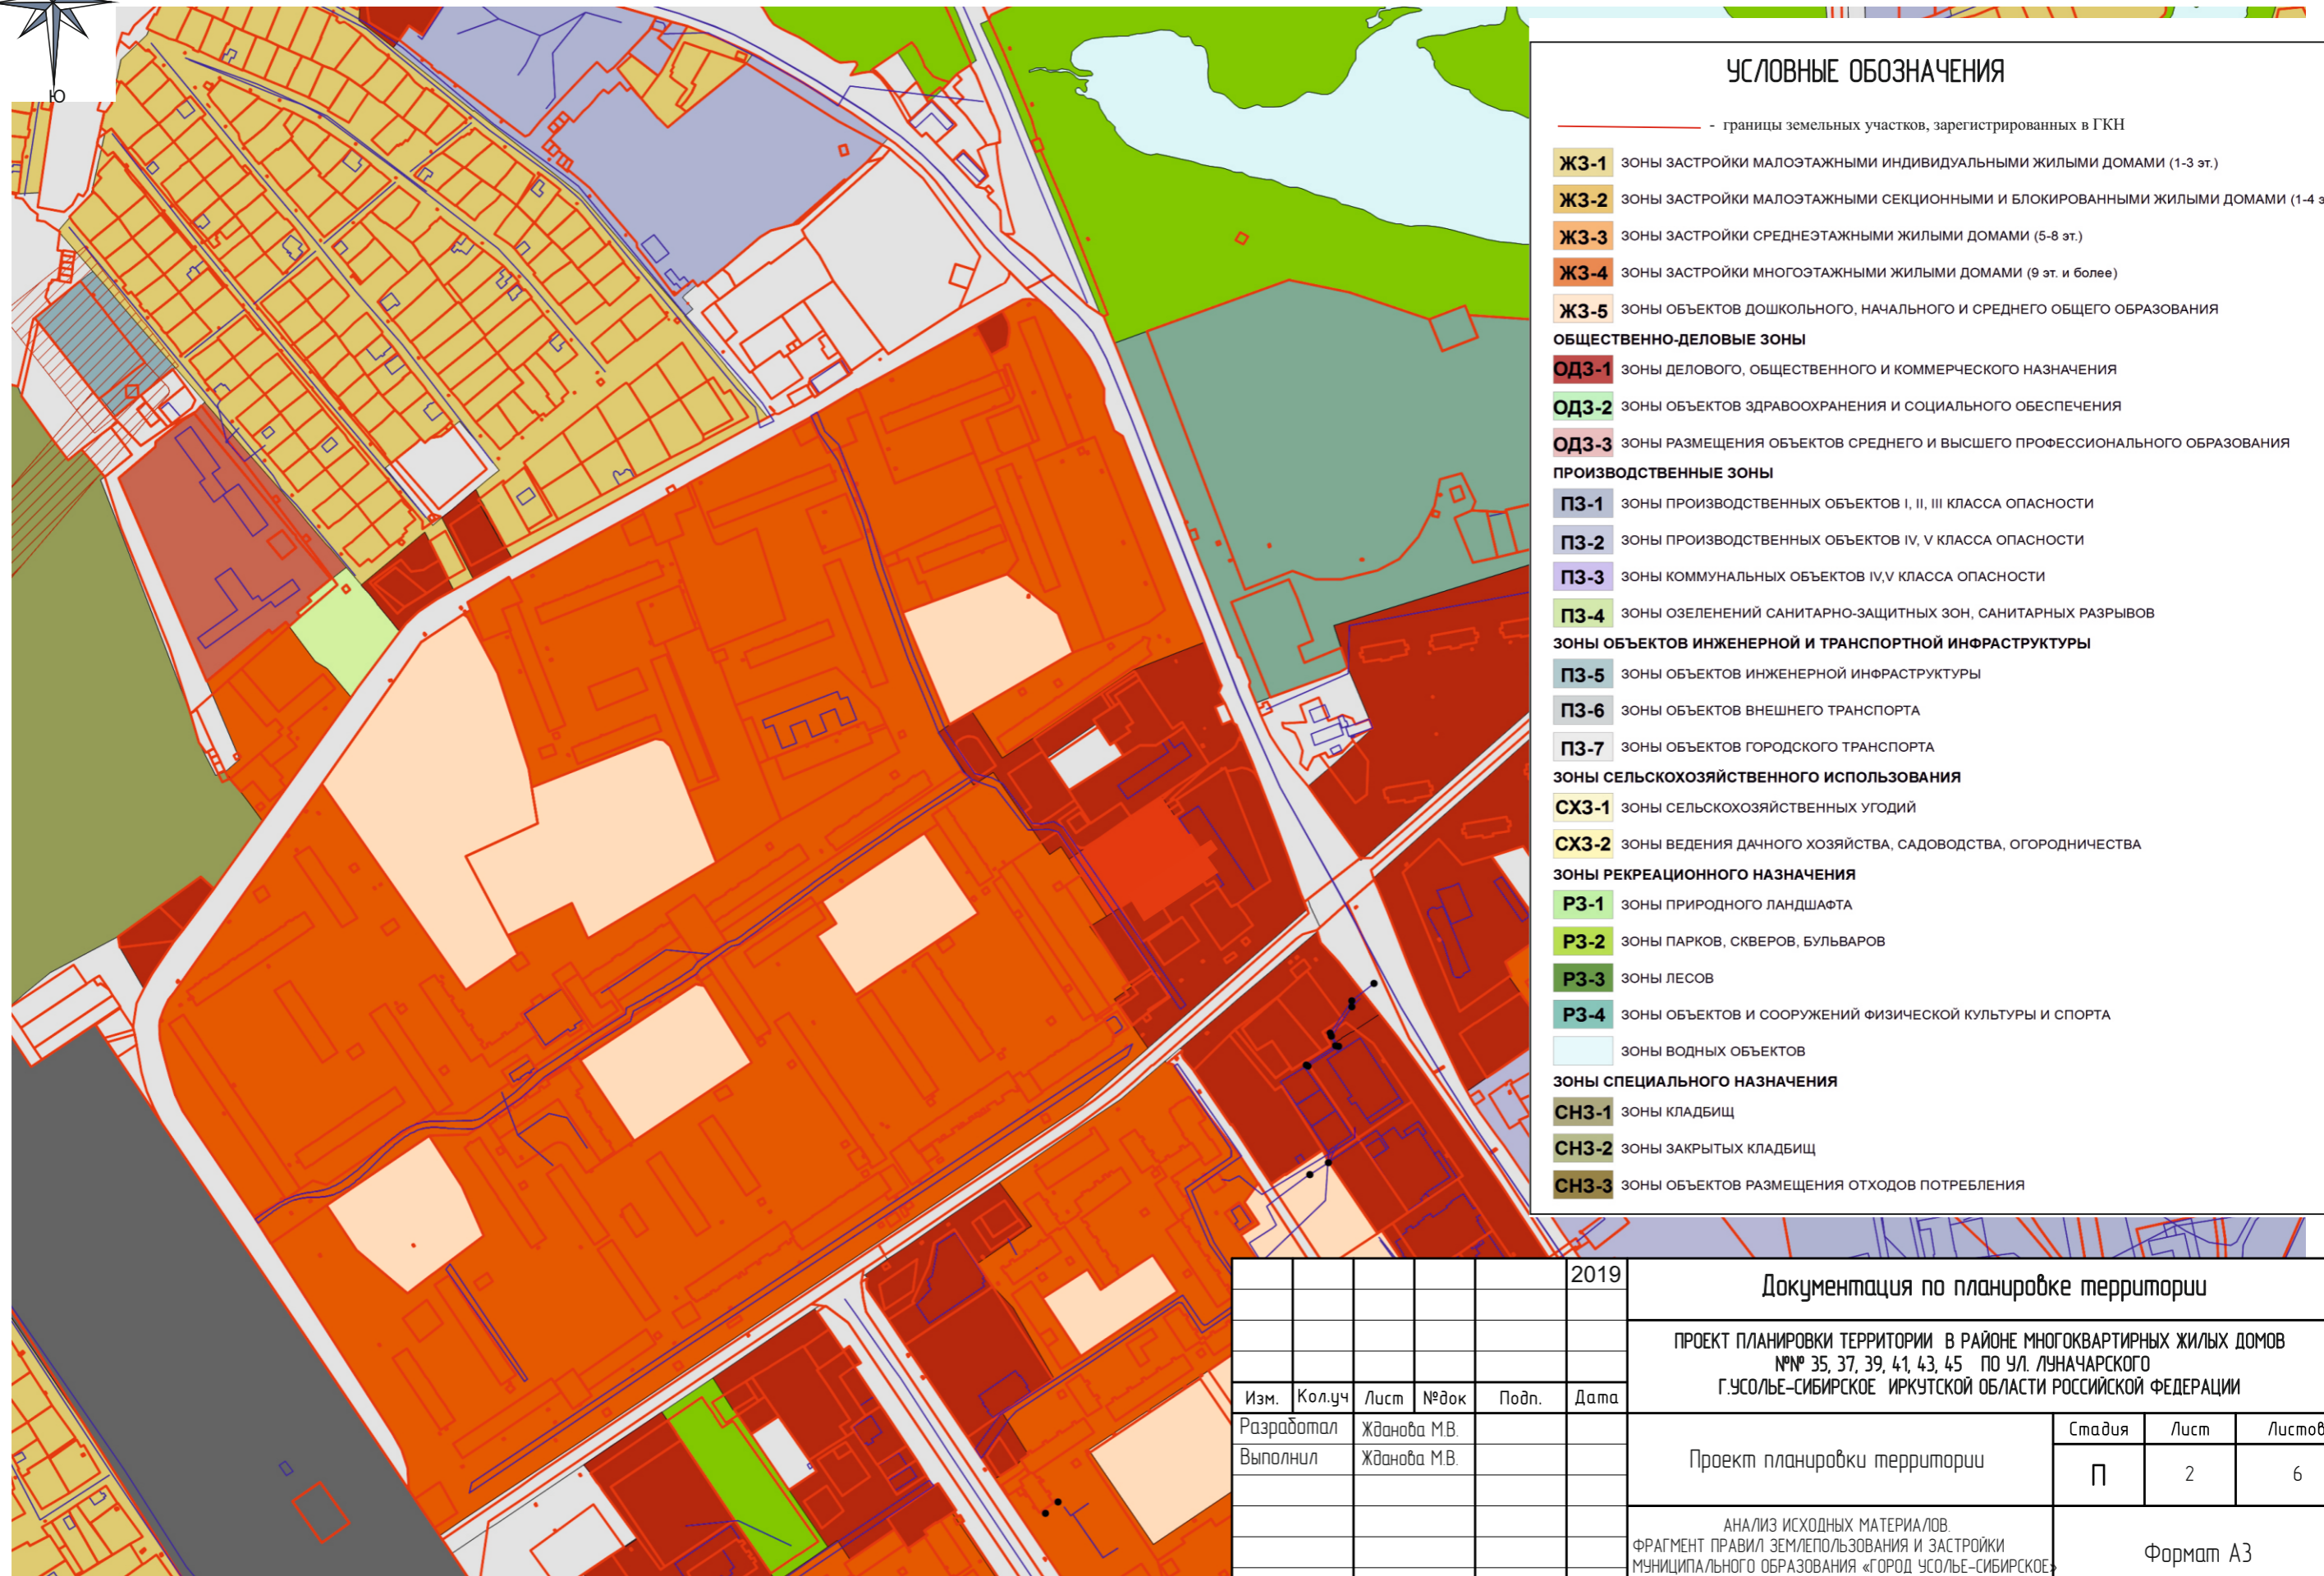 Ю
УСЛОВНЫЕ ОБОЗНАЧЕНИЯ
- границы земельных участков, зарегистрированных в ГКН
ЖЗ-1 ЗОНЫ ЗАСТРОЙКИ МАЛОЭТАЖНЫМИ ИНДИВИДУАЛЬНЫМИ ЖИЛЫМИ ДОМАМИ (1-3 эт.)
ЖЗ-2 ЗОНЫ ЗАСТРОЙКИ МАЛОЭТАЖНЫМИ СЕКЦИОННЫМИ И БЛОКИРОВАННЫМИ ЖИЛЫМИ ДОМАМИ (1-4 э
ЖЗ-3 ЗОНЫ ЗАСТРОЙКИ СРЕДНЕЭТАЖНЫМИ ЖИЛЫМИ ДОМАМИ (5-8 эт.)
ЖЗ-4 ЗОНЫ ЗАСТРОЙКИ МНОГОЭТАЖНЫМИ ЖИЛЫМИ ДОМАМИ (9 эт. и более)
ЖЗ-5 ЗОНЫ ОБЪЕКТОВ ДОШКОЛЬНОГО, НАЧАЛЬНОГО И СРЕДНЕГО ОБЩЕГО ОБРАЗОВАНИЯ
ОБЩЕСТВЕННО-ДЕЛОВЫЕ ЗОНЫ
ОДЗ-1 ЗОНЫ ДЕЛОВОГО, ОБЩЕСТВЕННОГО И КОММЕРЧЕСКОГО НАЗНАЧЕНИЯ
ОДЗ-2 ЗОНЫ ОБЪЕКТОВ ЗДРАВООХРАНЕНИЯ И СОЦИАЛЬНОГО ОБЕСПЕЧЕНИЯ
ОДЗ-3 ЗОНЫ РАЗМЕЩЕНИЯ ОБЪЕКТОВ СРЕДНЕГО И ВЫСШЕГО ПРОФЕССИОНАЛЬНОГО ОБРАЗОВАНИЯ
ПРОИЗВОДСТВЕННЫЕ ЗОНЫ
ПЗ-1 ЗОНЫ ПРОИЗВОДСТВЕННЫХ ОБЪЕКТОВ I, II, III КЛАССА ОПАСНОСТИ
ПЗ-2 ЗОНЫ ПРОИЗВОДСТВЕННЫХ ОБЪЕКТОВ IV, V КЛАССА ОПАСНОСТИ
ПЗ-3 ЗОНЫ КОММУНАЛЬНЫХ ОБЪЕКТОВ IV,V КЛАССА ОПАСНОСТИ
ПЗ-4 ЗОНЫ ОЗЕЛЕНЕНИЙ САНИТАРНО-ЗАЩИТНЫХ ЗОН, САНИТАРНЫХ РАЗРЫВОВ
ЗОНЫ ОБЪЕКТОВ ИНЖЕНЕРНОЙ И ТРАНСПОРТНОЙ ИНФРАСТРУКТУРЫ
ПЗ-5 ЗОНЫ ОБЪЕКТОВ ИНЖЕНЕРНОЙ ИНФРАСТРУКТУРЫ
ПЗ-6 ЗОНЫ ОБЪЕКТОВ ВНЕШНЕГО ТРАНСПОРТА
ПЗ-7 ЗОНЫ ОБЪЕКТОВ ГОРОДСКОГО ТРАНСПОРТА
ЗОНЫ СЕЛЬСКОХОЗЯЙСТВЕННОГО ИСПОЛЬЗОВАНИЯ
СХЗ-1 ЗОНЫ СЕЛЬСКОХОЗЯЙСТВЕННЫХ УГОДИЙ
СХЗ-2 ЗОНЫ ВЕДЕНИЯ ДАЧНОГО ХОЗЯЙСТВА, САДОВОДСТВА, ОГОРОДНИЧЕСТВА
ЗОНЫ РЕКРЕАЦИОННОГО НАЗНАЧЕНИЯ
РЗ-1 ЗОНЫ ПРИРОДНОГО ЛАНДШАФТА
РЗ-2 ЗОНЫ ПАРКОВ, СКВЕРОВ, БУЛЬВАРОВ
РЗ-3 ЗОНЫ ЛЕСОВ
РЗ-4 ЗОНЫ ОБЪЕКТОВ И СООРУЖЕНИЙ ФИЗИЧЕСКОЙ КУЛЬТУРЫ И СПОРТА
ЗОНЫ ВОДНЫХ ОБЪЕКТОВ
ЗОНЫ СПЕЦИАЛЬНОГО НАЗНАЧЕНИЯ
СНЗ-1 ЗОНЫ КЛАДБИЩ
СНЗ-2 ЗОНЫ ЗАКРЫТЫХ КЛАДБИЩ
СНЗ-3 ЗОНЫ ОБЪЕКТОВ РАЗМЕЩЕНИЯ ОТХОДОВ ПОТРЕБЛЕНИЯ
2019
Документация по планировке территории
ПРОЕКТ ПЛАНИРОВКИ ТЕРРИТОРИИ В РАЙОНЕ МНОГОКВАРТИРНЫХ ЖИЛЫХ ДОМОВ
№№ 35, 37, 39, 41, 43, 45 ПО УЛ. ЛУНАЧАРСКОГО
Г.УСОЛЬЕ-СИБИРСКОЕ ИРКУТСКОЙ ОБЛАСТИ РОССИЙСКОЙ ФЕДЕРАЦИИ
Изм. Кол.уч Лист №док Подп. Дата
Разработал Жданова М.В.
Выполнил Жданова М.В.
Проект планировки территории
Стадия Лист Листов
П 2 6
АНАЛИЗ ИСХОДНЫХ МАТЕРИАЛОВ.
ФРАГМЕНТ ПРАВИЛ ЗЕМЛЕПОЛЬЗОВАНИЯ И ЗАСТРОЙКИ
МУНИЦИПАЛЬНОГО ОБРАЗОВАНИЯ «ГОРОД УСОЛЬЕ-СИБИРСКОЕ»
Формат А3